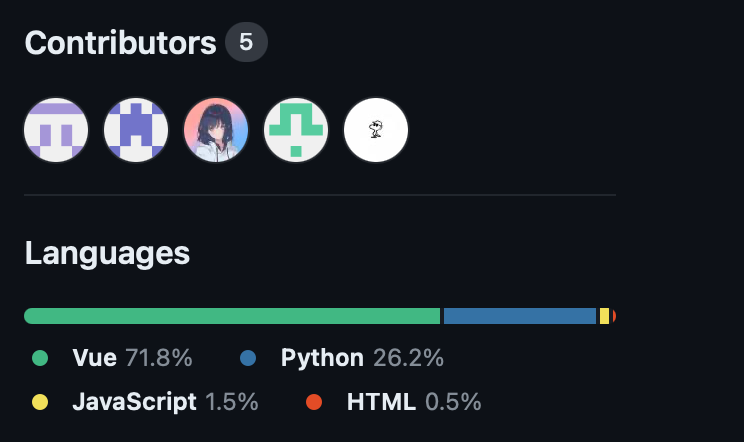 Contributors 5
Languages
Vue 71.8% Python 26.2%
JavaScript 1.5% HTML 0.5%